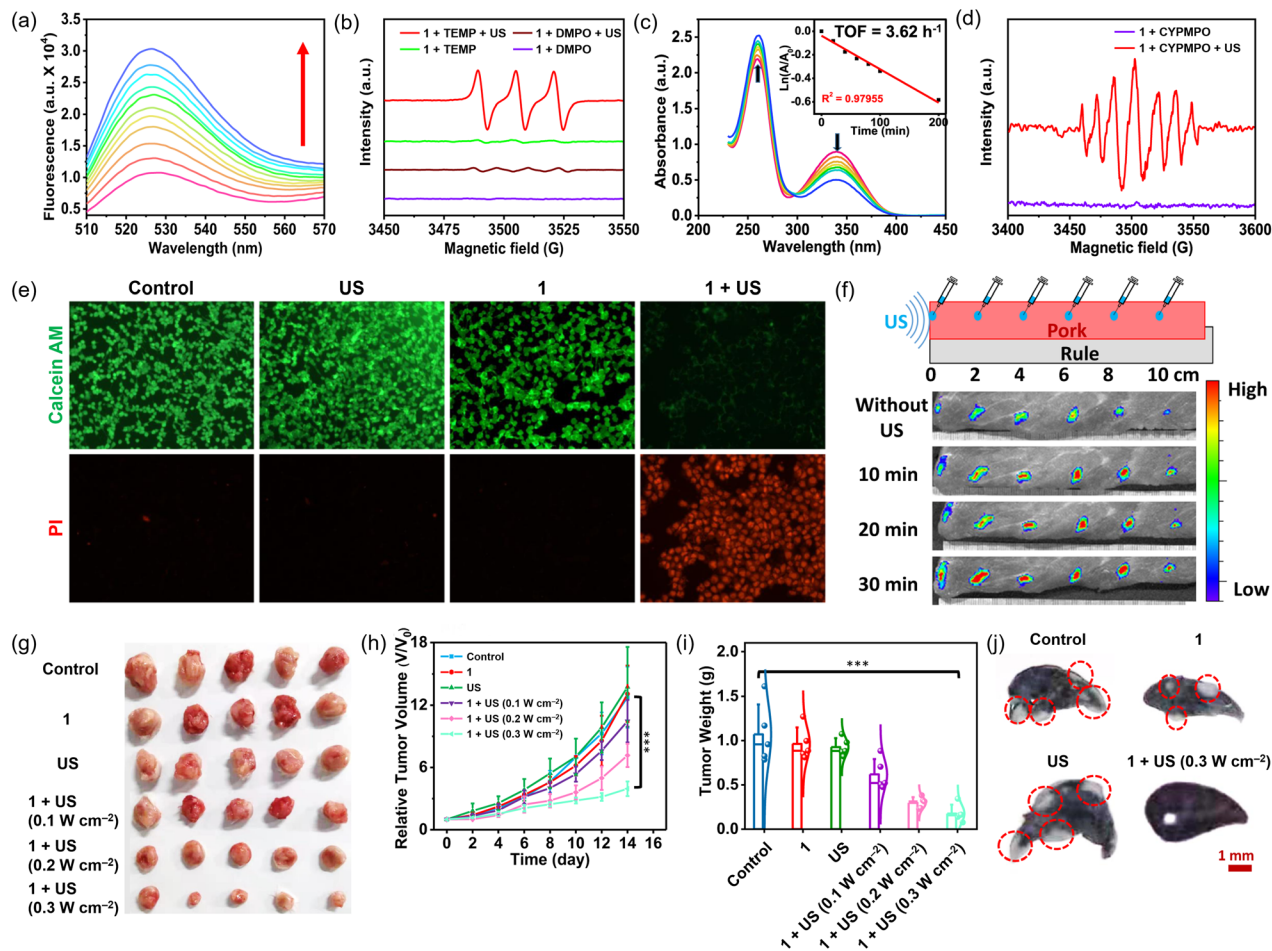 (a)
3.5
3.0
2.5
2.0
1.5
1.0
0.5
Fluorescence (a.u. X 10⁴)
510 520 530 540 550 560 570
Wavelength (nm)
(b)
1 + TEMP + US
1 + DMPO + US
1 + TEMP
1 + DMPO
Intensity (a.u.)
3450 3475 3500 3525 3550
Magnetic field (G)
(c)
2.5
2.0
1.5
1.0
0.5
0.0
Absorbance (a.u.)
200 250 300 350 400 450
Wavelength (nm)
TOF = 3.62 h⁻¹
0.0
-0.2
-0.4
-0.6
Ln(A/A₀)
R² = 0.97955
0 100 200
Time (min)
(d)
1 + CYPMPO
1 + CYPMPO + US
Intensity (a.u.)
3400 3450 3500 3550 3600
Magnetic field (G)
(e)
Control US 1 1 + US
Calcein AM
PI
(f)
US
Pork
Rule
0 2 4 6 8 10 cm
Without
US
10 min
20 min
30 min
High
Low
(g)
Control
1
US
1 + US
(0.1 W cm⁻²)
1 + US
(0.2 W cm⁻²)
1 + US
(0.3 W cm⁻²)
(h)
18
15
12
9
6
3
0
Relative Tumor Volume (V/V₀)
Control
1
US
1 + US (0.1 W cm⁻²)
1 + US (0.2 W cm⁻²)
1 + US (0.3 W cm⁻²)
***
0 2 4 6 8 10 12 14 16
Time (day)
(i)
2.0
1.5
1.0
0.5
0.0
Tumor Weight (g)
***
Control
1
US
1 + US (0.1 W cm⁻²)
1 + US (0.2 W cm⁻²)
1 + US (0.3 W cm⁻²)
(j)
Control
1
US
1 + US (0.3 W cm⁻²)
1 mm